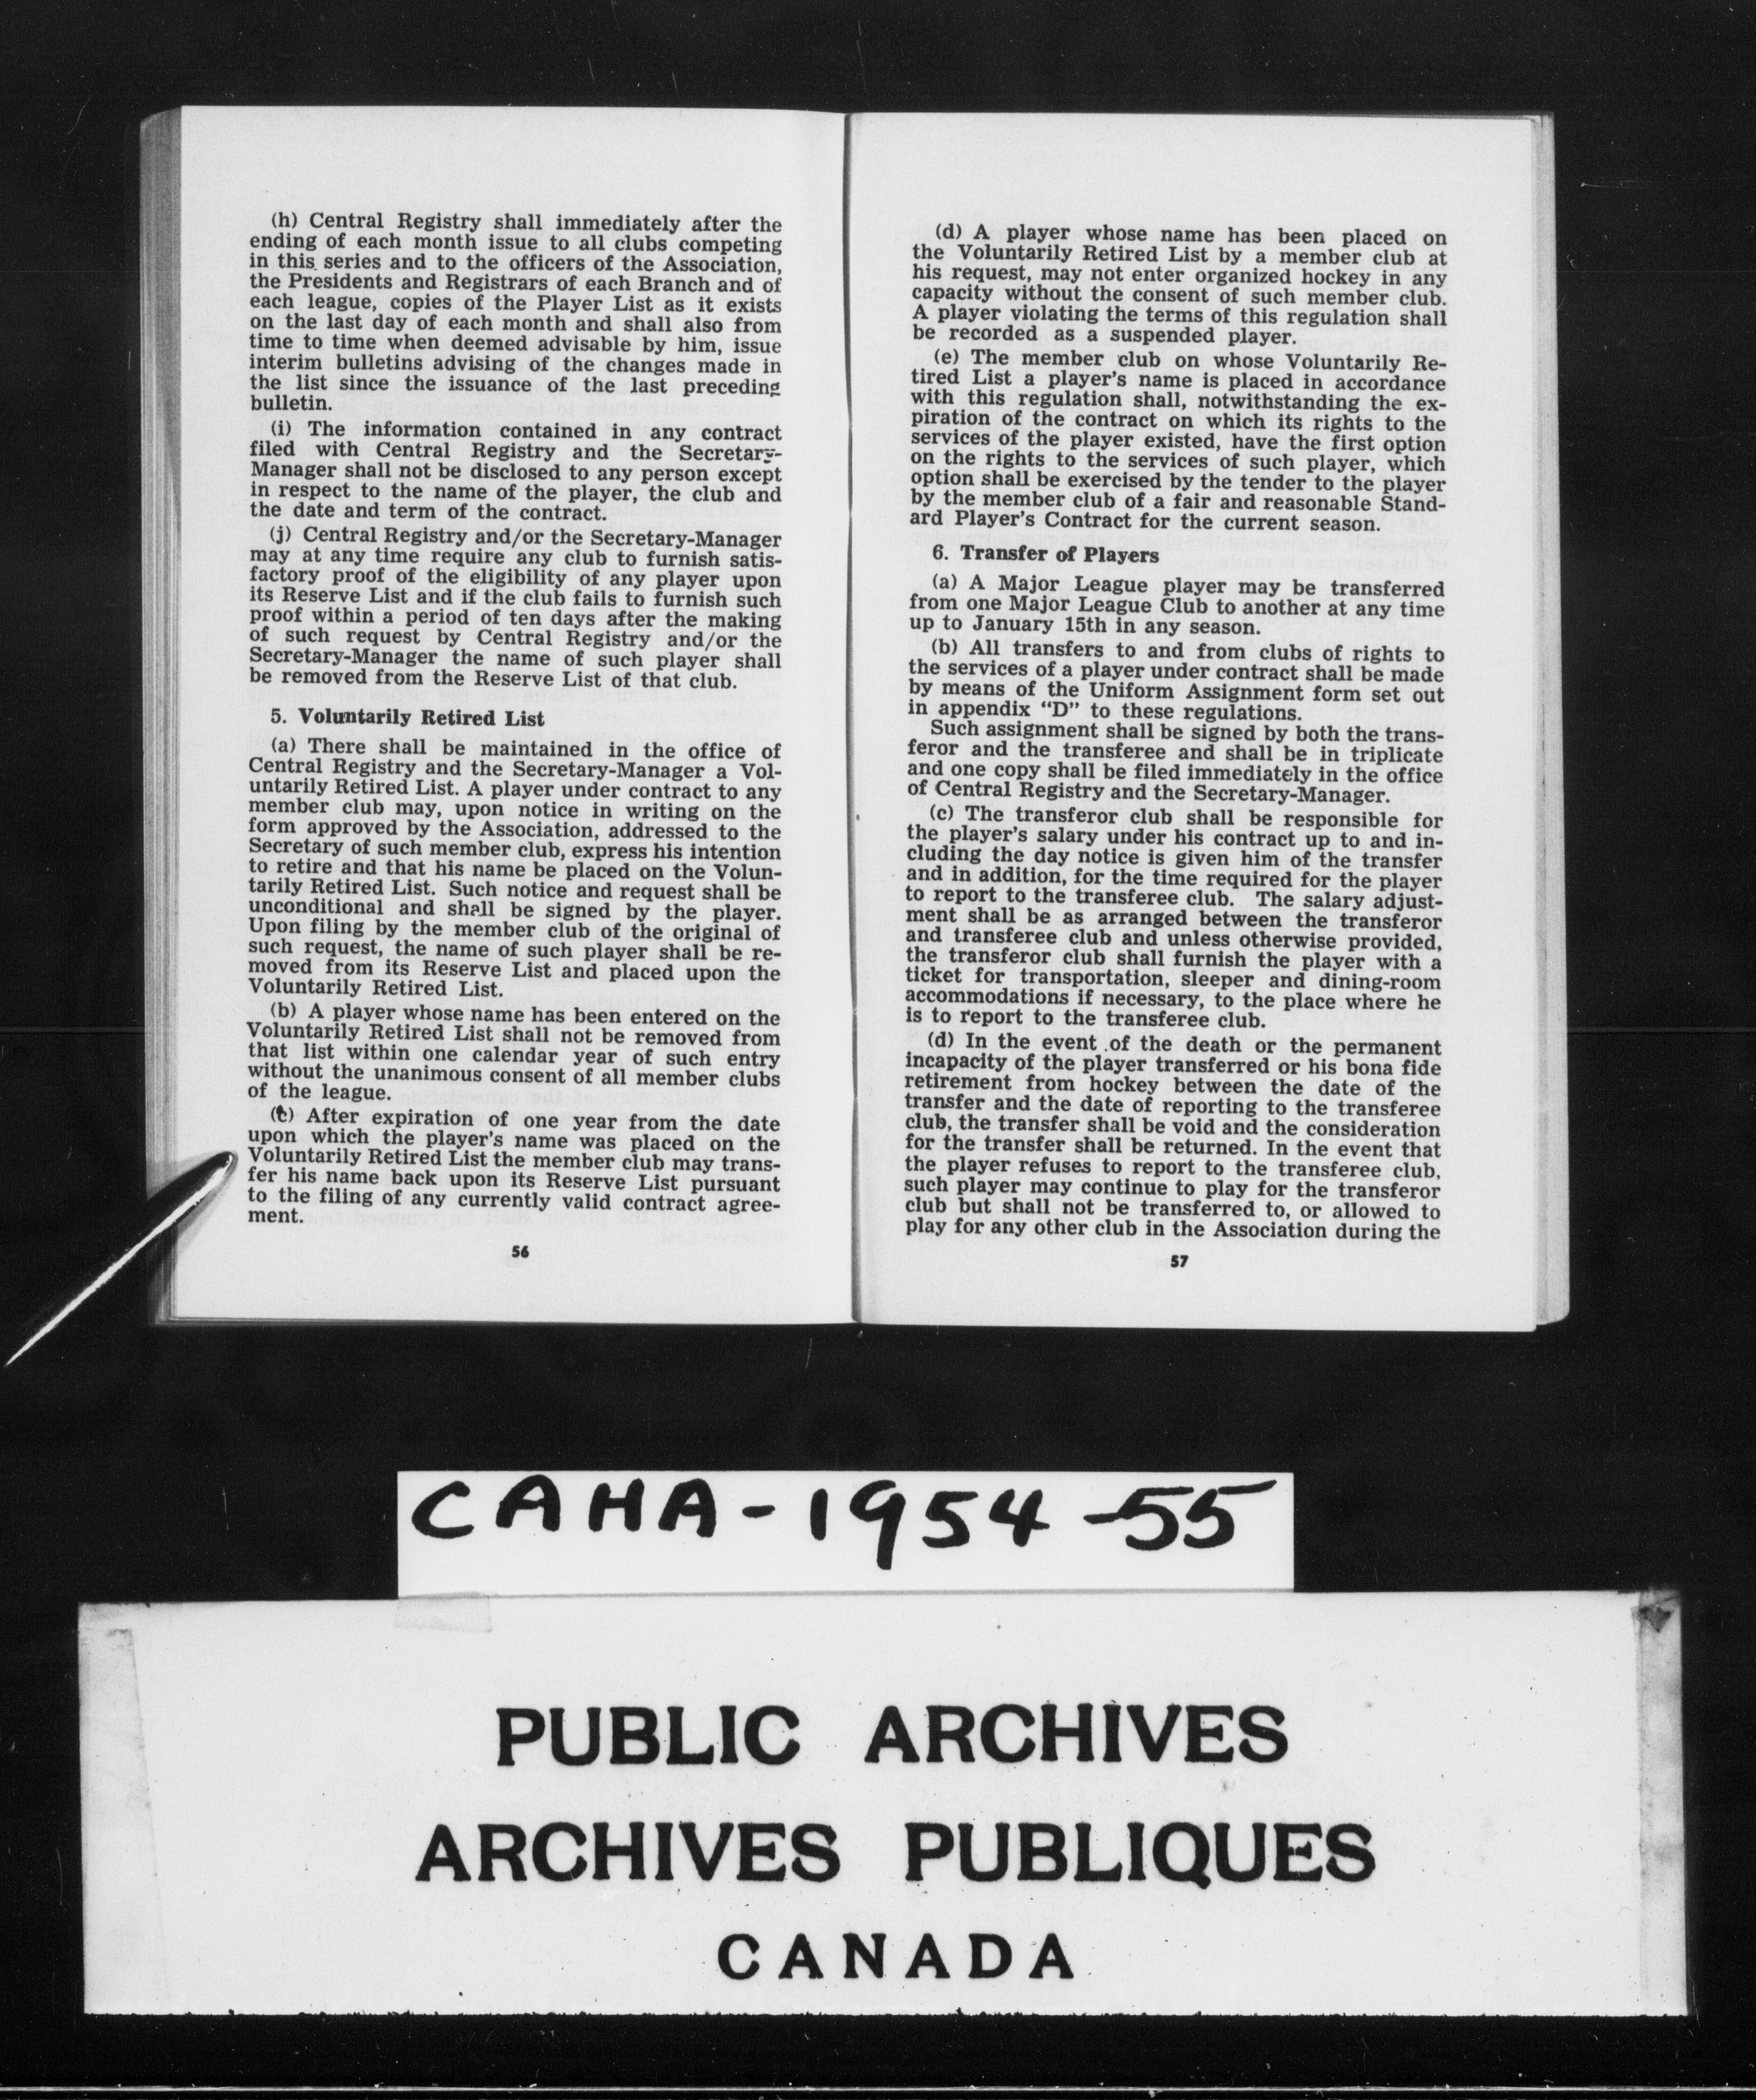 (h) Central Registry shall immediately after the
ending of each month issue to all clubs competing
in this series and to the officers of the Association,
the Presidents and Registrars of each Branch and of
each league, copies of the Player List as it exists
on the last day of each month and shall also from
time to time when deemed advisable by him, issue
interim bulletins advising of the changes made in
the list since the issuance of the last preceding
bulletin.
(i) The information contained in any contract
filed with Central Registry and the Secretary-
Manager shall not be disclosed to any person except
in respect to the name of the player, the club and
the date and term of the contract.
(j) Central Registry and/or the Secretary-Manager
may at any time require any club to furnish satis-
factory proof of the eligibility of any player upon
its Reserve List and if the club fails to furnish such
proof within a period of ten days after the making
of such request by Central Registry and/or the
Secretary-Manager the name of such player shall
be removed from the Reserve List of that club.
5. Voluntarily Retired List
(a) There shall be maintained in the office of
Central Registry and the Secretary-Manager a Vol-
untarily Retired List. A player under contract to any
member club may, upon notice in writing on the
form approved by the Association, addressed to the
Secretary of such member club, express his intention
to retire and that his name be placed on the Volun-
tarily Retired List. Such notice and request shall be
unconditional and shall be signed by the player.
Upon filing by the member club of the original of
such request, the name of such player shall be re-
moved from its Reserve List and placed upon the
Voluntarily Retired List.
(b) A player whose name has been entered on the
Voluntarily Retired List shall not be removed from
that list within one calendar year of such entry
without the unanimous consent of all member clubs
of the league.
(c) After expiration of one year from the date
upon which the player's name was placed on the
Voluntarily Retired List the member club may trans-
fer his name back upon its Reserve List pursuant
to the filing of any currently valid contract agree-
ment.
56
(d) A player whose name has been placed on
the Voluntarily Retired List by a member club at
his request, may not enter organized hockey in any
capacity without the consent of such member club.
A player violating the terms of this regulation shall
be recorded as a suspended player.
(e) The member club on whose Voluntarily Re-
tired List a player's name is placed in accordance
with this regulation shall, notwithstanding the ex-
piration of the contract on which its rights to the
services of the player existed, have the first option
on the rights to the services of such player, which
option shall be exercised by the tender to the player
by the member club of a fair and reasonable Stand-
ard Player's Contract for the current season.
6. Transfer of Players
(a) A Major League player may be transferred
from one Major League Club to another at any time
up to January 15th in any season.
(b) All transfers to and from clubs of rights to
the services of a player under contract shall be made
by means of the Uniform Assignment form set out
in appendix "D" to these regulations.
Such assignment shall be signed by both the trans-
feror and the transferee and shall be in triplicate
and one copy shall be filed immediately in the office
of Central Registry and the Secretary-Manager.
(c) The transferor club shall be responsible for
the player's salary under his contract up to and in-
cluding the day notice is given him of the transfer
and in addition, for the time required for the player
to report to the transferee club. The salary adjust-
ment shall be as arranged between the transferor
and transferee club and unless otherwise provided,
the transferor club shall furnish the player with a
ticket for transportation, sleeper and dining-room
accommodations if necessary, to the place where he
is to report to the transferee club.
(d) In the event of the death or the permanent
incapacity of the player transferred or his bona fide
retirement from hockey between the date of the
transfer and the date of reporting to the transferee
club, the transfer shall be void and the consideration
for the transfer shall be returned. In the event that
the player refuses to report to the transferee club,
such player may continue to play for the transferor
club but shall not be transferred to, or allowed to
play for any other club in the Association during the
57
CAHA-1954-55
PUBLIC ARCHIVES
ARCHIVES PUBLIQUES
CANADA